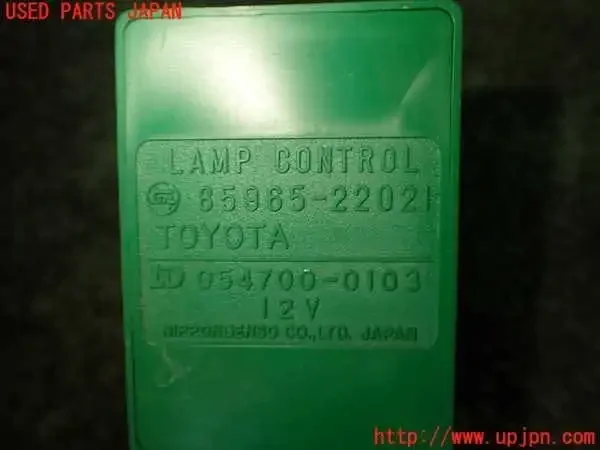 USED PARTS JAPAN
LAMP CONTROL
85965-22021
TOYOTA
ND 054700-0103
12V
NIPPONDENSO CO.,LTD. JAPAN
http://www.upjpn.com/